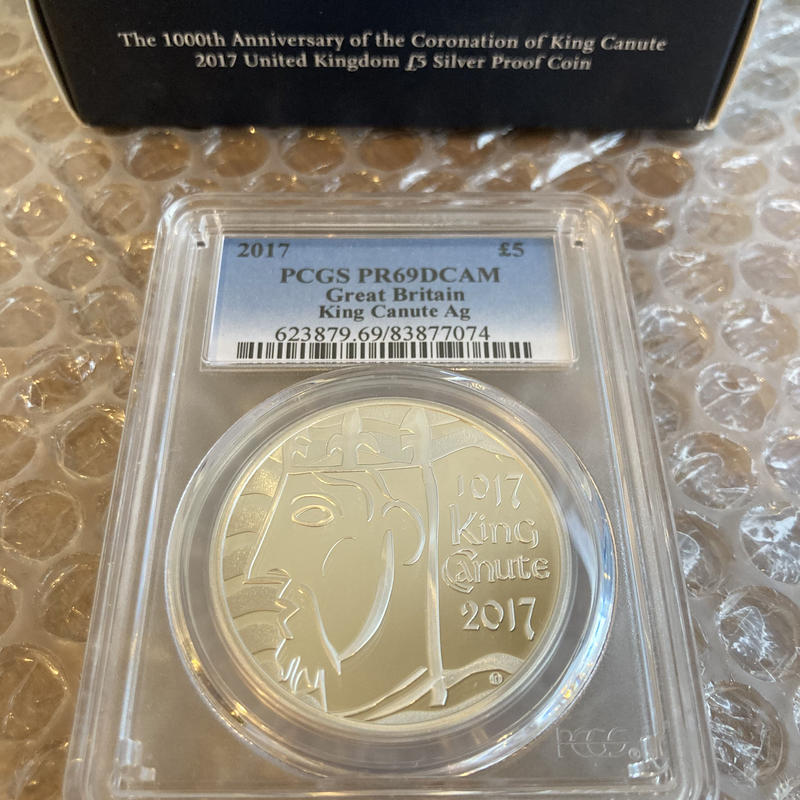 The 1000th Anniversary of the Coronation of King Canute
2017 United Kingdom £5 Silver Proof Coin
2017 £5
PCGS PR69DCAM
Great Britain
King Canute Ag
623879.69/83877074
1017
King
Canute
2017
PCGS